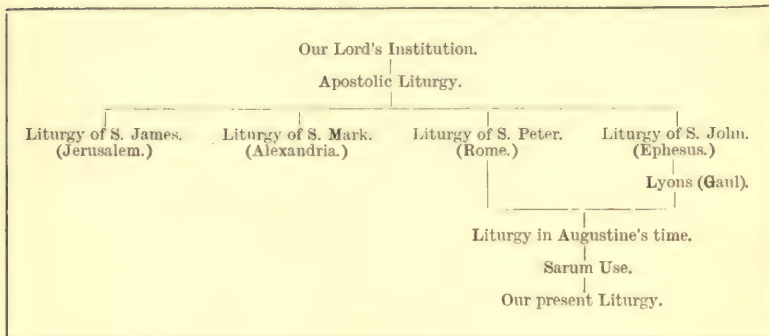 Our Lord's Institution.
Apostolic Liturgy.
Liturgy of S. James. Liturgy of S. Mark. Liturgy of S. Peter. Liturgy of S. John.
(Jerusalem.) (Alexandria.) (Rome.) (Ephesus.)
Lyons (Gaul).
Liturgy in Augustine's time.
Sarum Use.
Our present Liturgy.